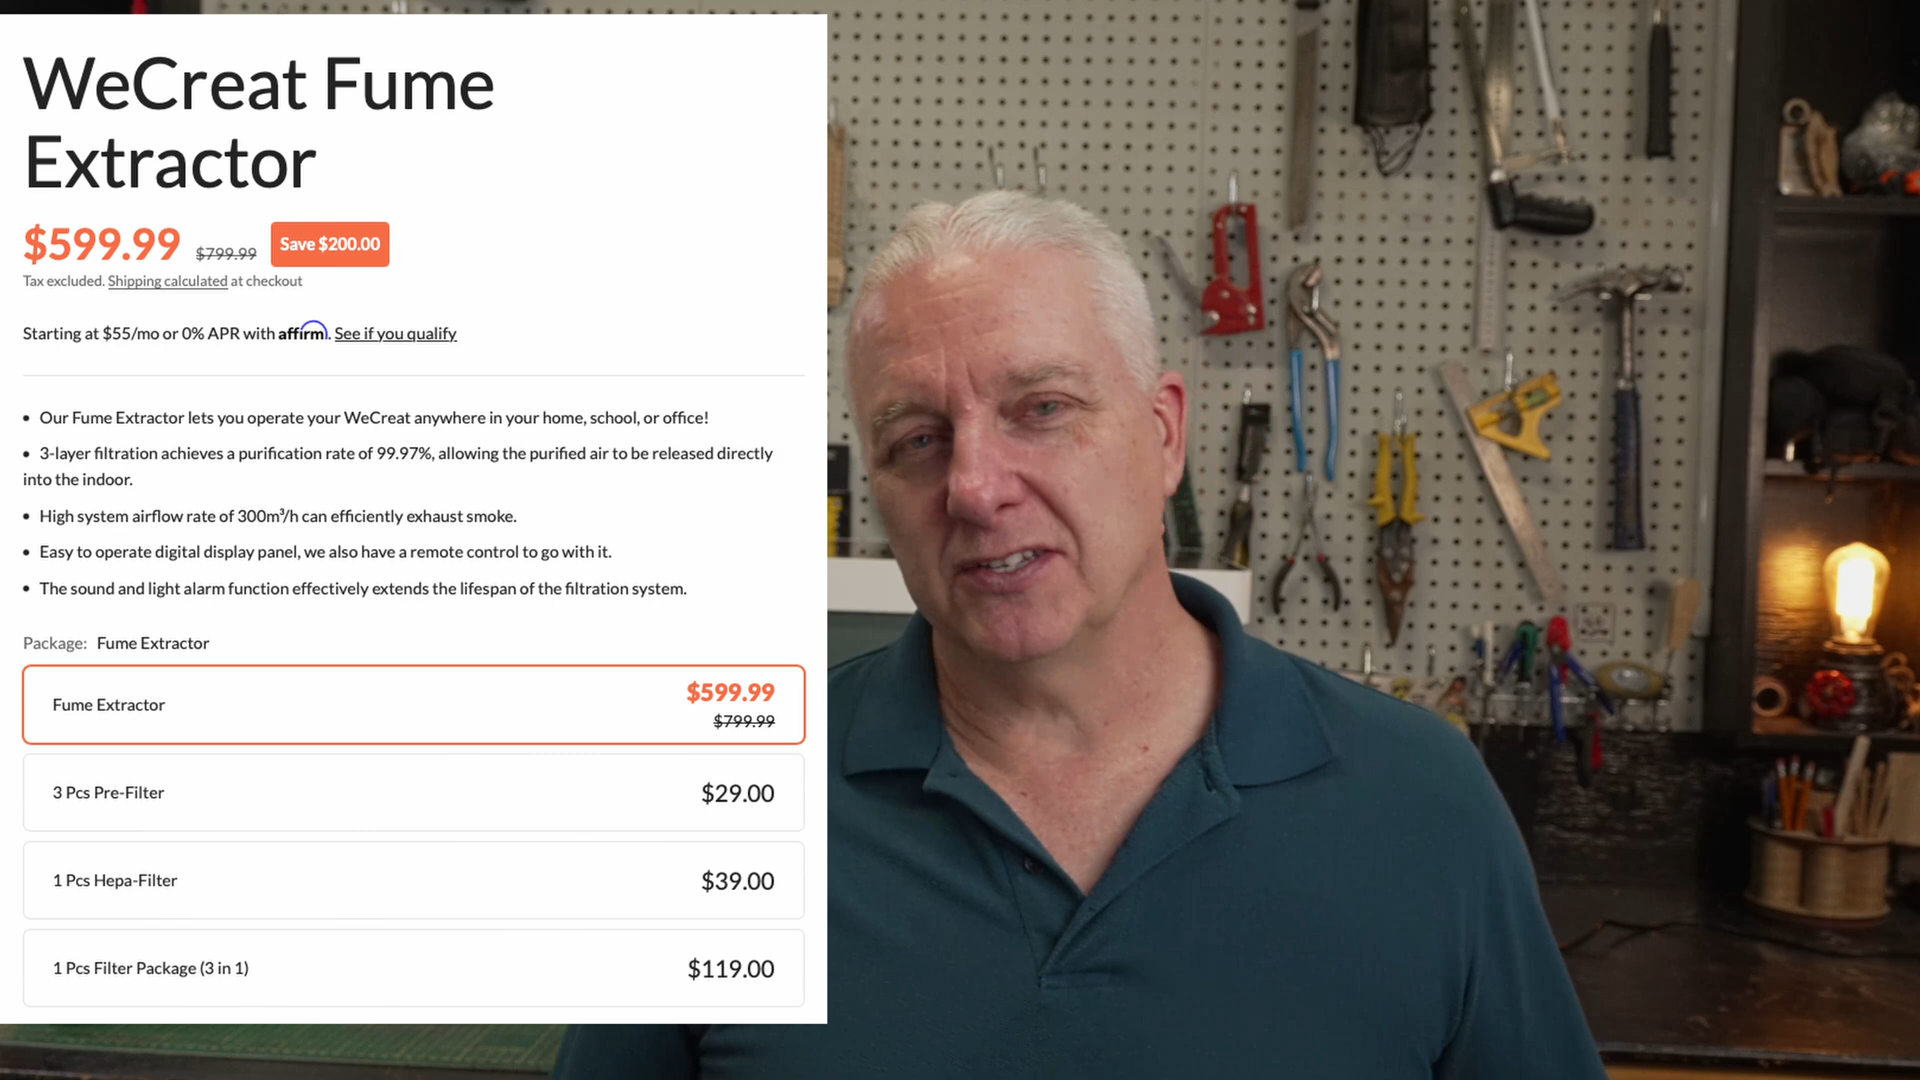 WeCreat Fume
Extractor
$599.99 $799.99 Save $200.00
Tax excluded. Shipping calculated at checkout
Starting at $55/mo or 0% APR with affirm. See if you qualify
• Our Fume Extractor lets you operate your WeCreat anywhere in your home, school, or office!
• 3-layer filtration achieves a purification rate of 99.97%, allowing the purified air to be released directly
into the indoor.
• High system airflow rate of 300m³/h can efficiently exhaust smoke.
• Easy to operate digital display panel, we also have a remote control to go with it.
• The sound and light alarm function effectively extends the lifespan of the filtration system.
Package: Fume Extractor
Fume Extractor $599.99
$799.99
3 Pcs Pre-Filter $29.00
1 Pcs Hepa-Filter $39.00
1 Pcs Filter Package (3 in 1) $119.00